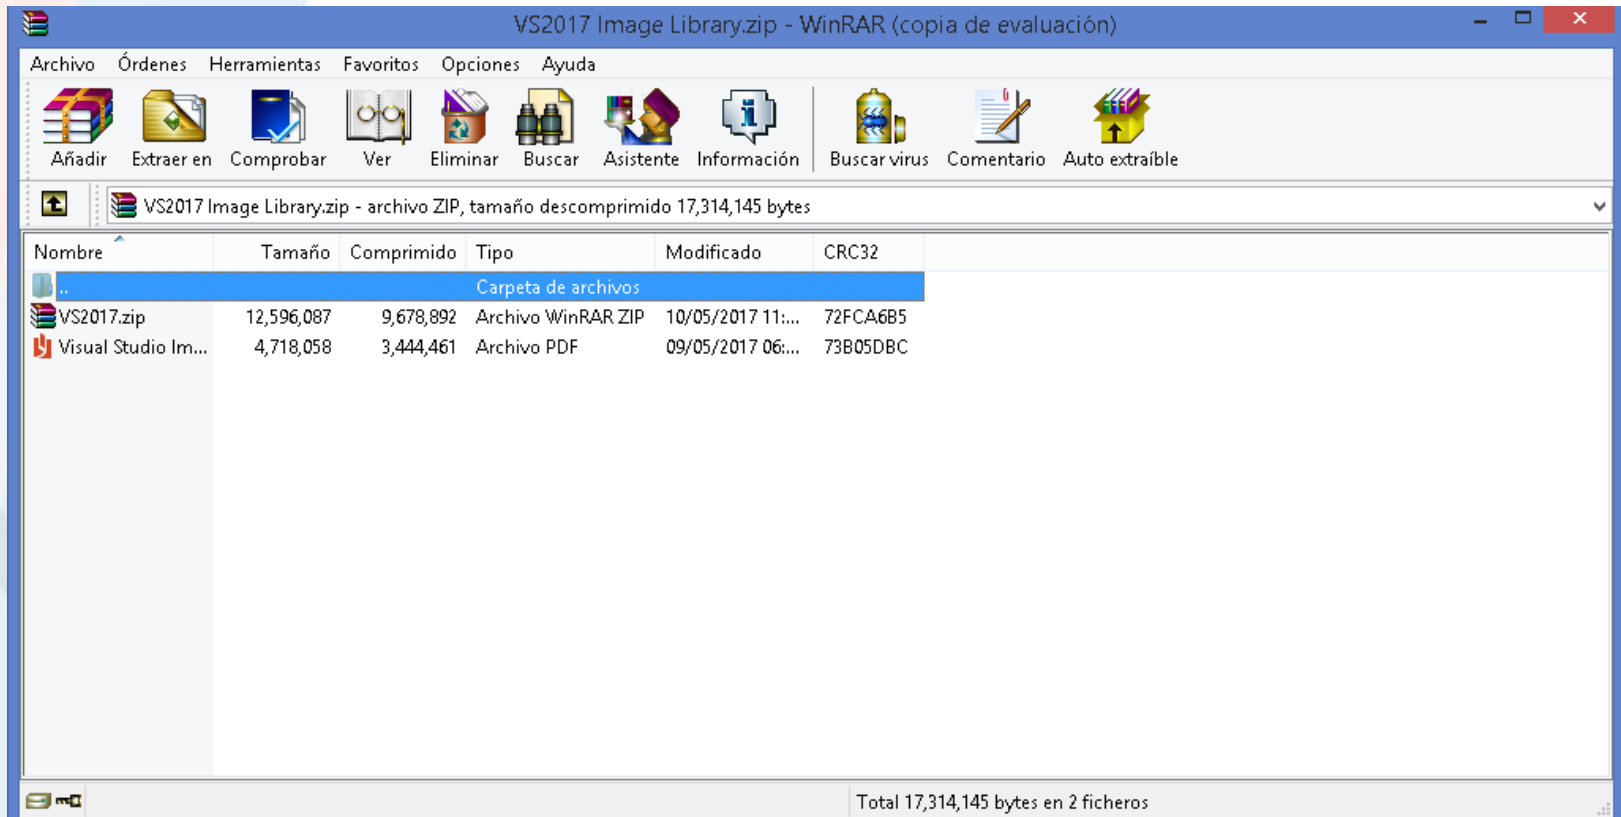 VS2017 Image Library.zip - WinRAR (copia de evaluación)
Archivo Órdenes Herramientas Favoritos Opciones Ayuda
Añadir Extraer en Comprobar Ver Eliminar Buscar Asistente Información Buscar virus Comentario Auto extraíble
VS2017 Image Library.zip - archivo ZIP, tamaño descomprimido 17,314,145 bytes
Nombre Tamaño Comprimido Tipo Modificado CRC32
.. Carpeta de archivos
VS2017.zip 12,596,087 9,678,892 Archivo WinRAR ZIP 10/05/2017 11:... 72FCA6B5
Visual Studio Im... 4,718,058 3,444,461 Archivo PDF 09/05/2017 06:... 73B05DBC
Total 17,314,145 bytes en 2 ficheros